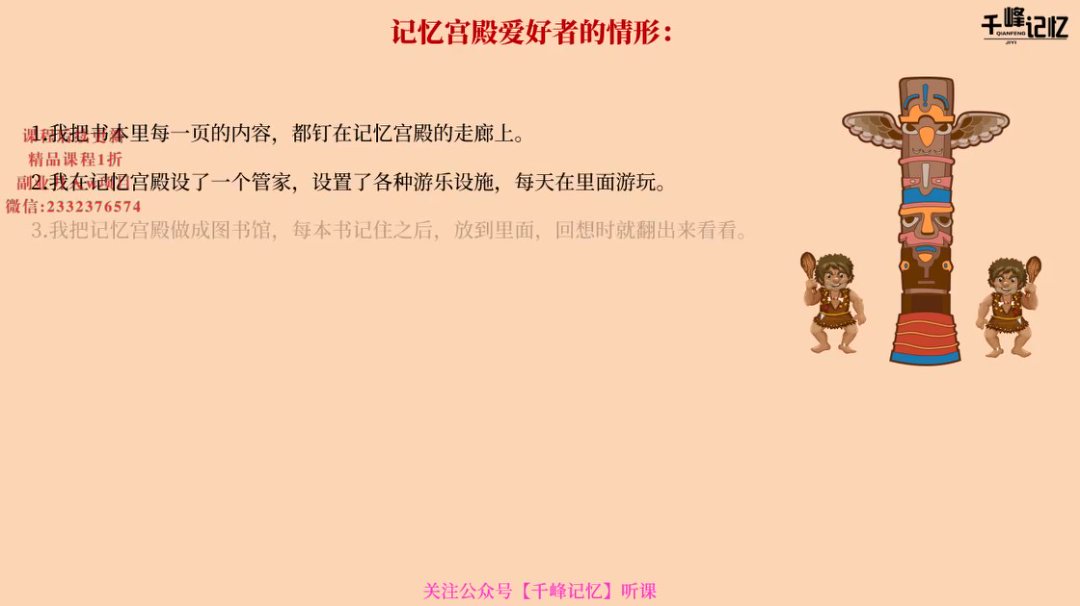 记忆宫殿爱好者的情形:
千峰记忆
QIANFENG
JIYI
1.我把书本里每一页的内容，都钉在记忆宫殿的走廊上。
精品课程1折
2.我在记忆宫殿设了一个管家，设置了各种游乐设施，每天在里面游玩。
微信:2332376574
3.我把记忆宫殿做成图书馆，每本书记住之后，放到里面，回想时就翻出来看看。
关注公众号【千峰记忆】听课